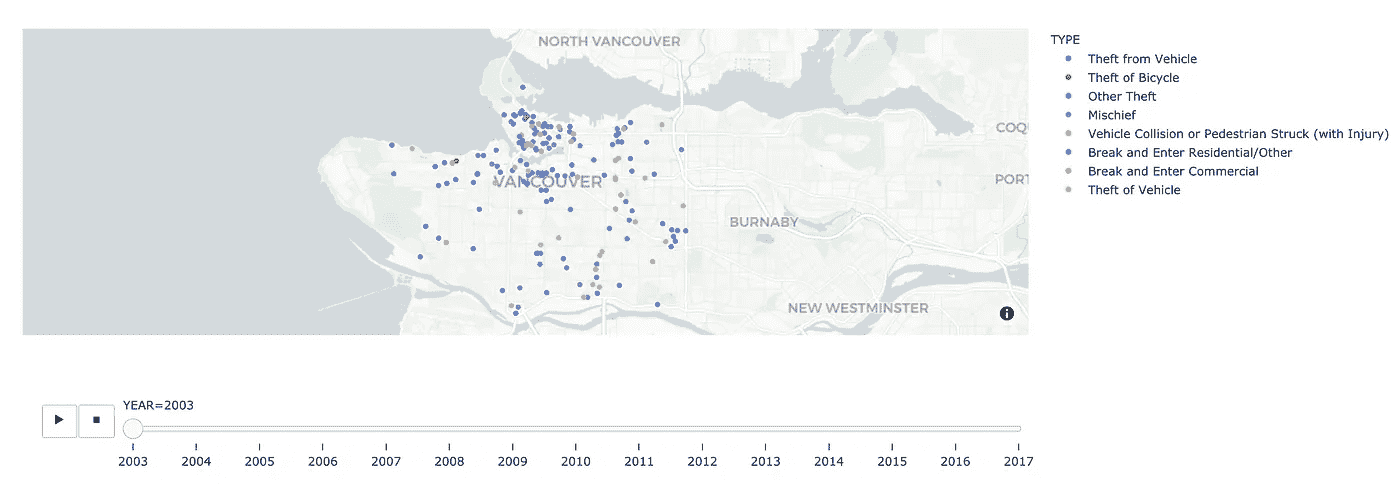 NORTH VANCOUVER
COQ
VANCOUVER
PORT
BURNABY
NEW WESTMINSTER
TYPE
Theft from Vehicle
Theft of Bicycle
Other Theft
Mischief
Vehicle Collision or Pedestrian Struck (with Injury)
Break and Enter Residential/Other
Break and Enter Commercial
Theft of Vehicle
YEAR=2003
2003 2004 2005 2006 2007 2008 2009 2010 2011 2012 2013 2014 2015 2016 2017